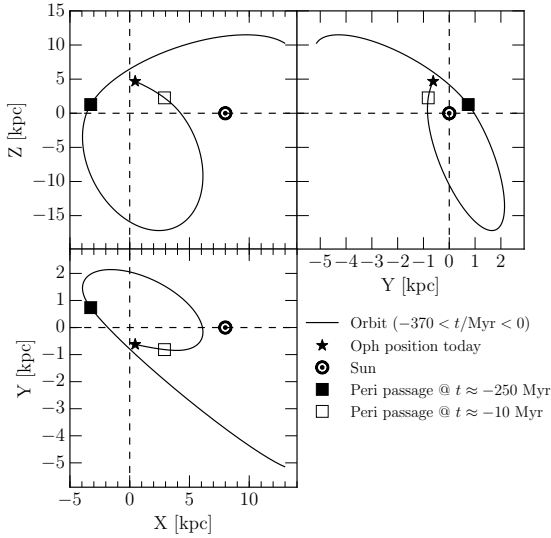 15
10
5
0
−5
−10
−15
Z [kpc]
−5 −4 −3 −2 −1 0 1 2
Y [kpc]
2
1
0
−1
−2
−3
−4
−5
Y [kpc]
−5 0 5 10
X [kpc]
Orbit (−370 < t/Myr < 0)
Oph position today
Sun
Peri passage @ t ≈ −250 Myr
Peri passage @ t ≈ −10 Myr